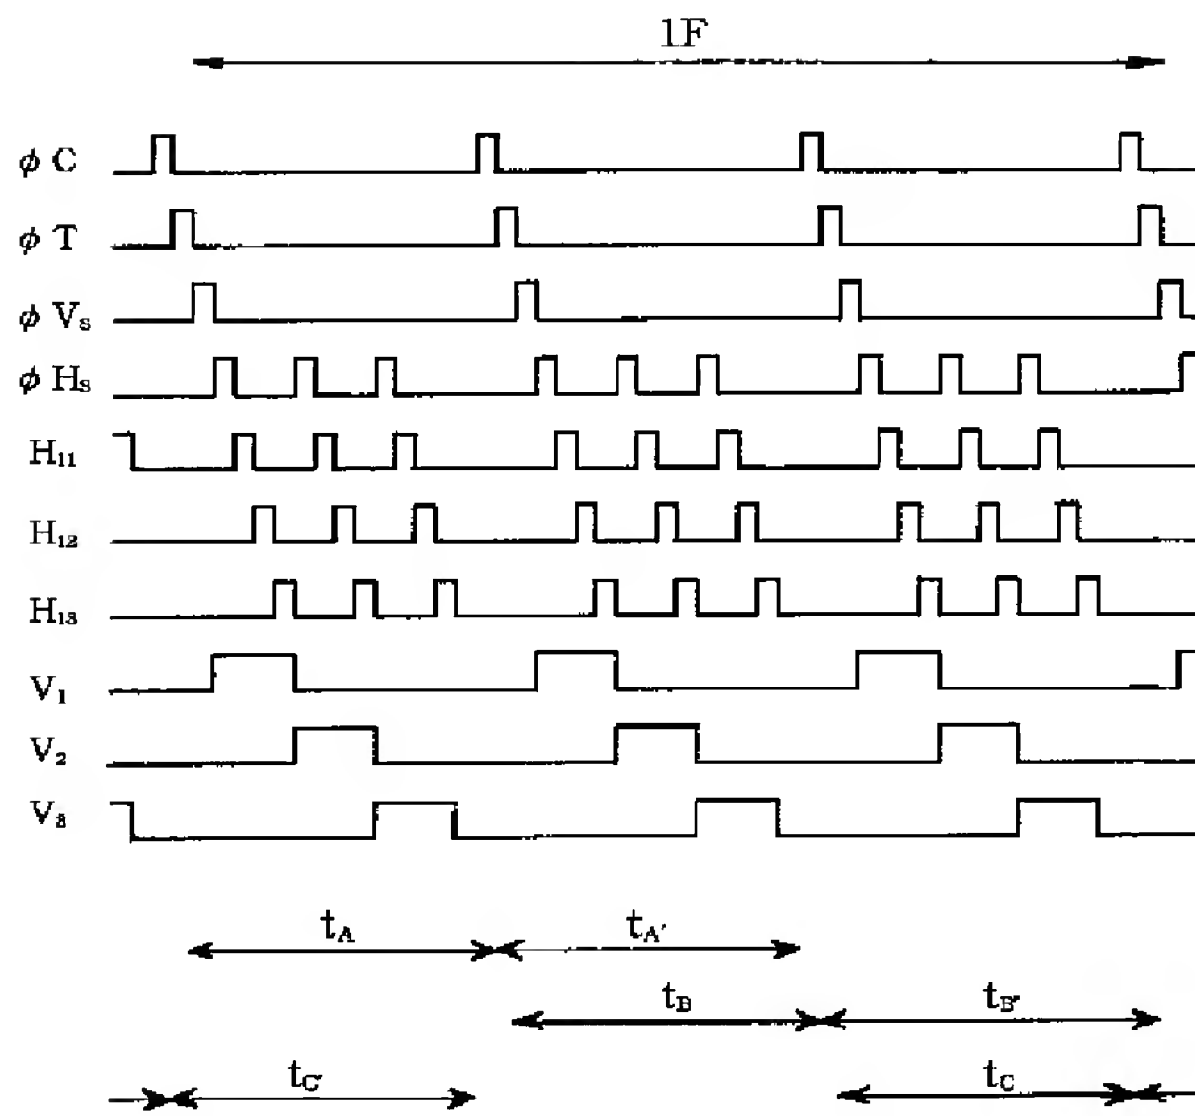 1F
ϕ C
ϕ T
ϕ Vs
ϕ Hs
H11
H12
H13
V1
V2
V3
tA tA'
tB tB'
tC' tC